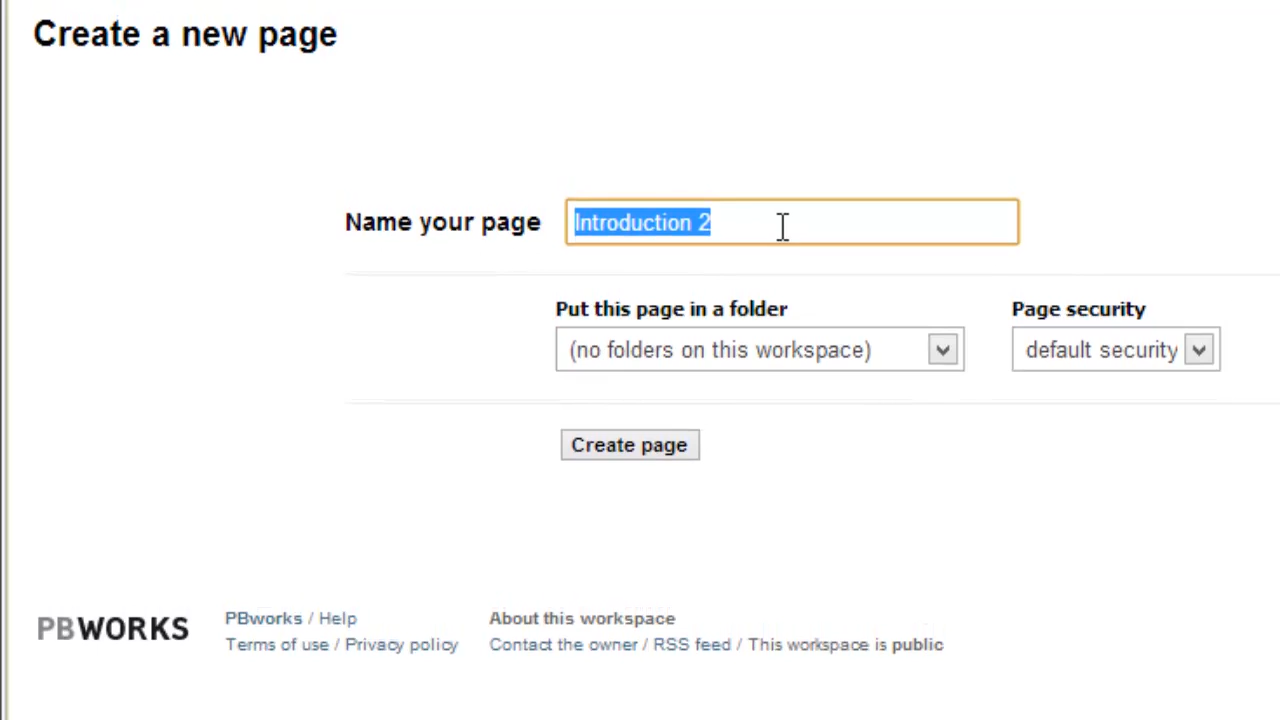 Create a new page
Name your page Introduction 2
Put this page in a folder Page security
(no folders on this workspace) default security
Create page
PBWORKS PBworks / Help About this workspace
Terms of use / Privacy policy Contact the owner / RSS feed / This workspace is public